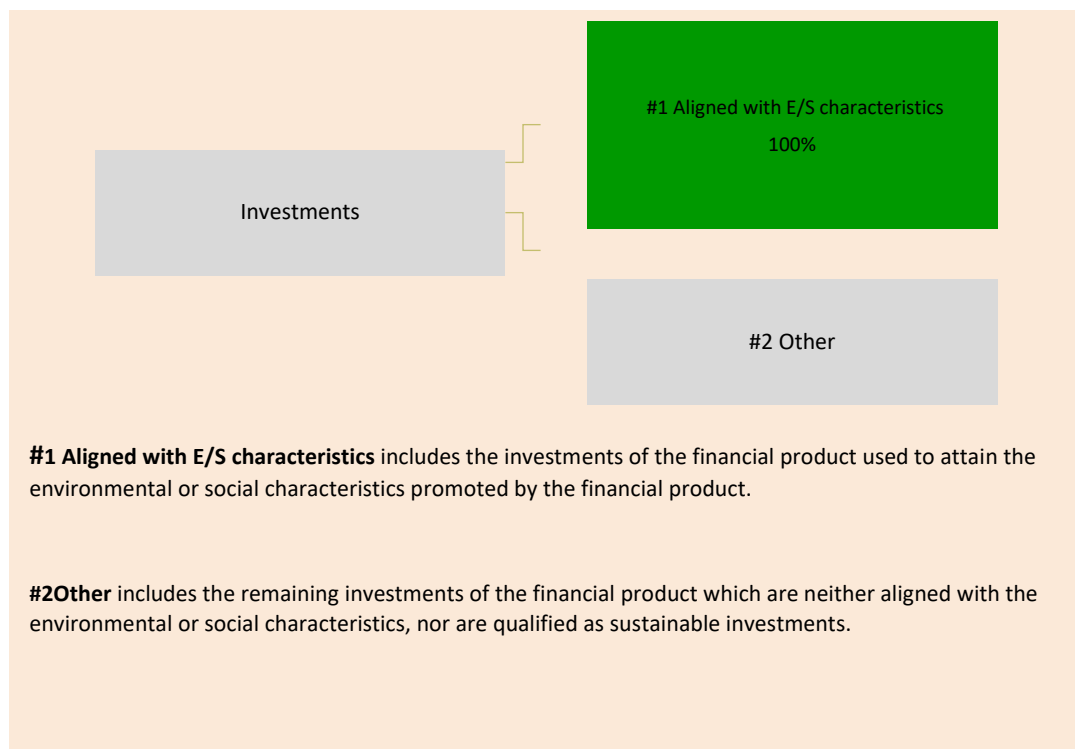 #1 Aligned with E/S characteristics
100%
Investments
#2 Other
#1 Aligned with E/S characteristics includes the investments of the financial product used to attain the
environmental or social characteristics promoted by the financial product.
#2Other includes the remaining investments of the financial product which are neither aligned with the
environmental or social characteristics, nor are qualified as sustainable investments.